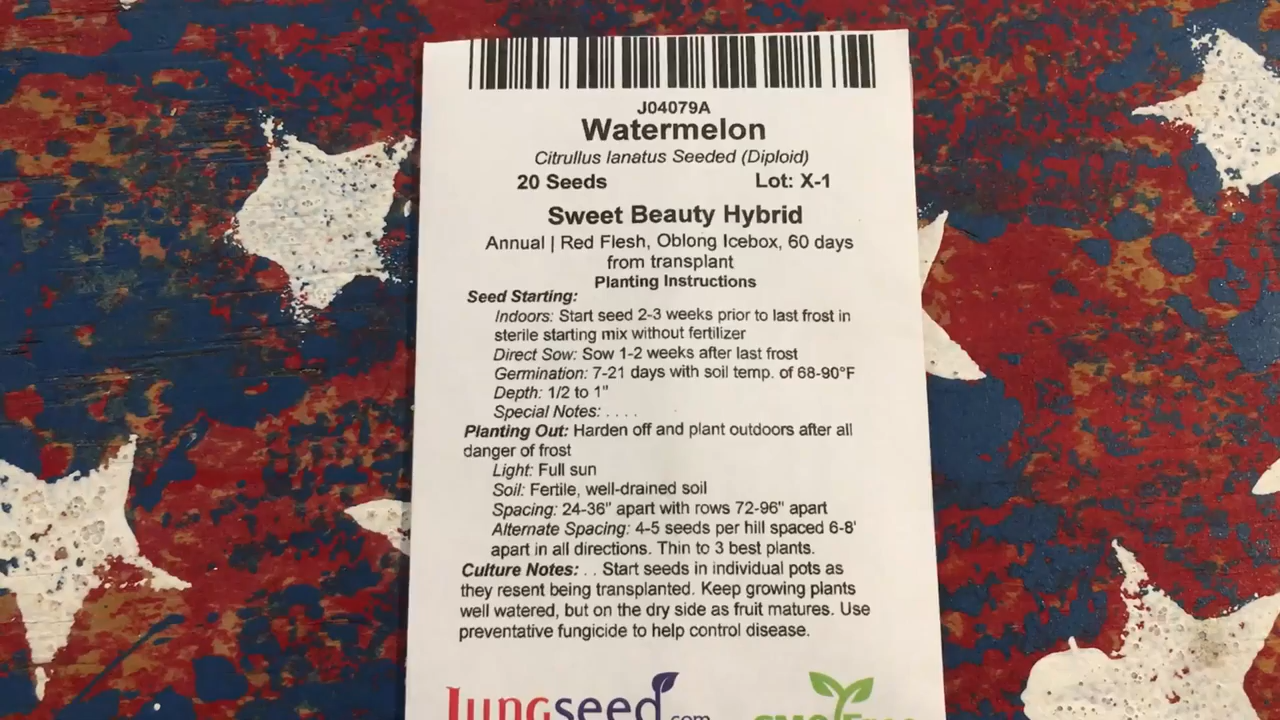 J04079A
Watermelon
Citrullus lanatus Seeded (Diploid)
20 Seeds Lot: X-1
Sweet Beauty Hybrid
Annual | Red Flesh, Oblong Icebox, 60 days
from transplant
Planting Instructions
Seed Starting:
Indoors: Start seed 2-3 weeks prior to last frost in
sterile starting mix without fertilizer
Direct Sow: Sow 1-2 weeks after last frost
Germination: 7-21 days with soil temp. of 68-90°F
Depth: 1/2 to 1"
Special Notes: . . . .
Planting Out: Harden off and plant outdoors after all
danger of frost
Light: Full sun
Soil: Fertile, well-drained soil
Spacing: 24-36" apart with rows 72-96" apart
Alternate Spacing: 4-5 seeds per hill spaced 6-8'
apart in all directions. Thin to 3 best plants.
Culture Notes: . . Start seeds in individual pots as
they resent being transplanted. Keep growing plants
well watered, but on the dry side as fruit matures. Use
preventative fungicide to help control disease.
Jungseed.com GMO Free